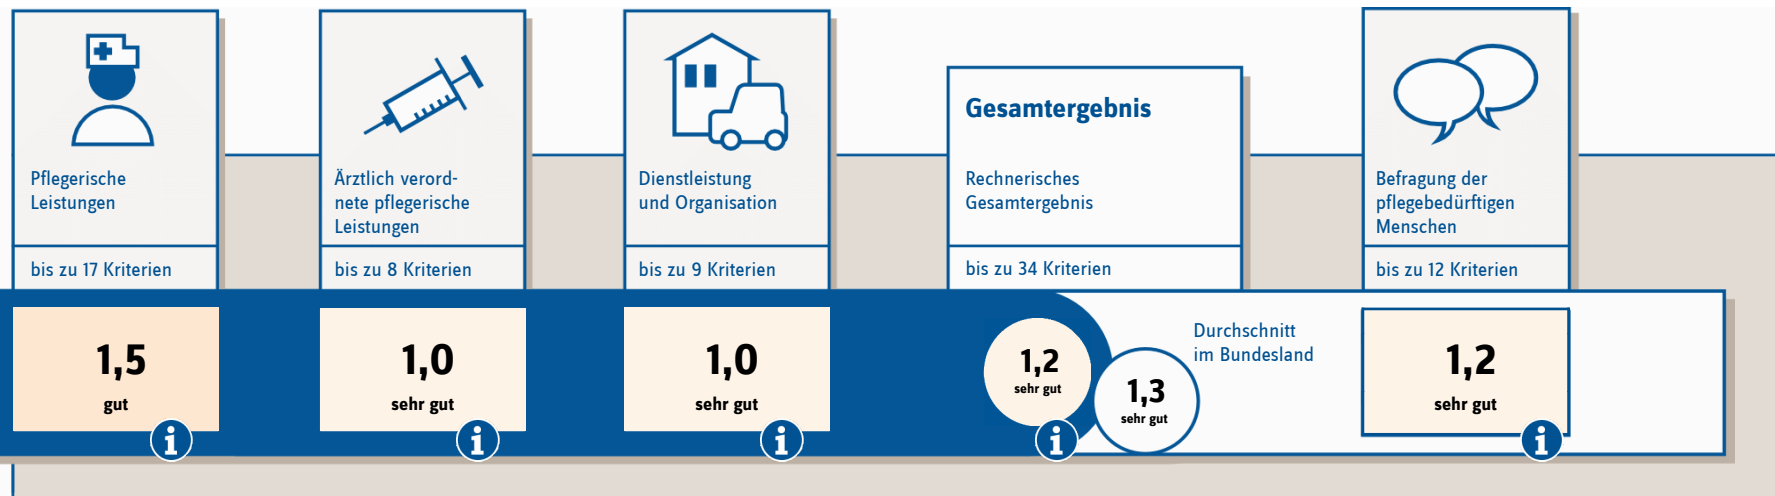 Pflegerische
Leistungen
bis zu 17 Kriterien
1,5
gut
i
Ärztlich verord-
nete pflegerische
Leistungen
bis zu 8 Kriterien
1,0
sehr gut
i
Dienstleistung
und Organisation
bis zu 9 Kriterien
1,0
sehr gut
i
Gesamtergebnis
Rechnerisches
Gesamtergebnis
bis zu 34 Kriterien
1,2
sehr gut
i
1,3
sehr gut
Durchschnitt
im Bundesland
Befragung der
pflegebedürftigen
Menschen
bis zu 12 Kriterien
1,2
sehr gut
i